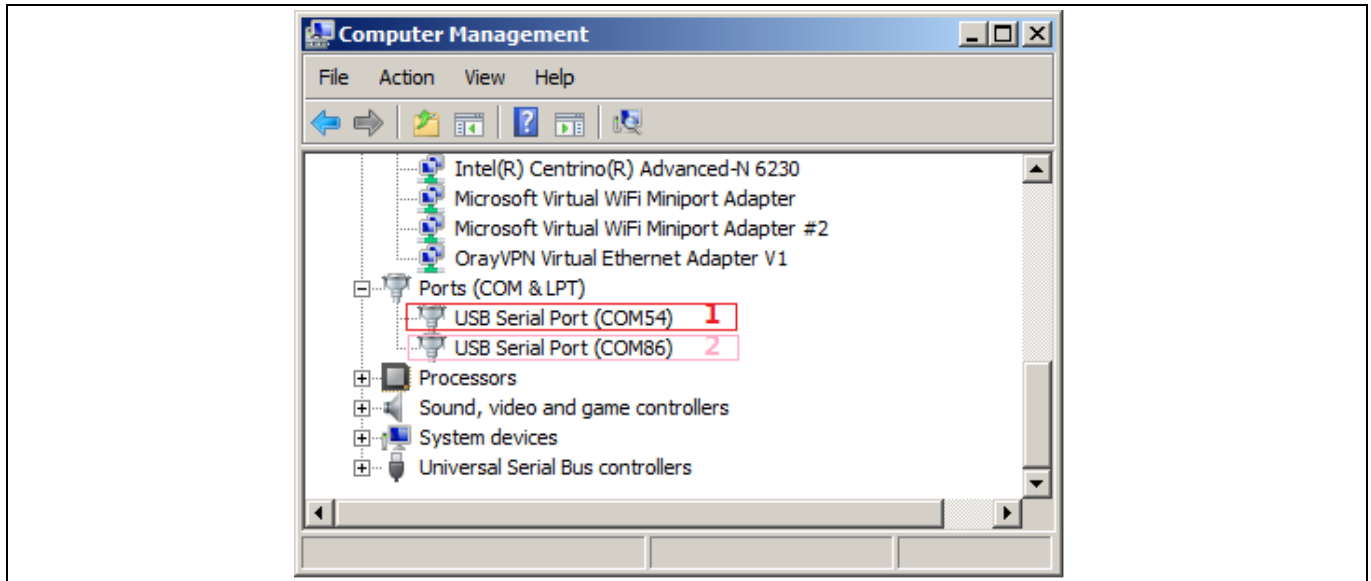 Computer Management
File Action View Help
Intel(R) Centrino(R) Advanced-N 6230
Microsoft Virtual WiFi Miniport Adapter
Microsoft Virtual WiFi Miniport Adapter #2
OrayVPN Virtual Ethernet Adapter V1
Ports (COM & LPT)
USB Serial Port (COM54) 1
USB Serial Port (COM86) 2
Processors
Sound, video and game controllers
System devices
Universal Serial Bus controllers